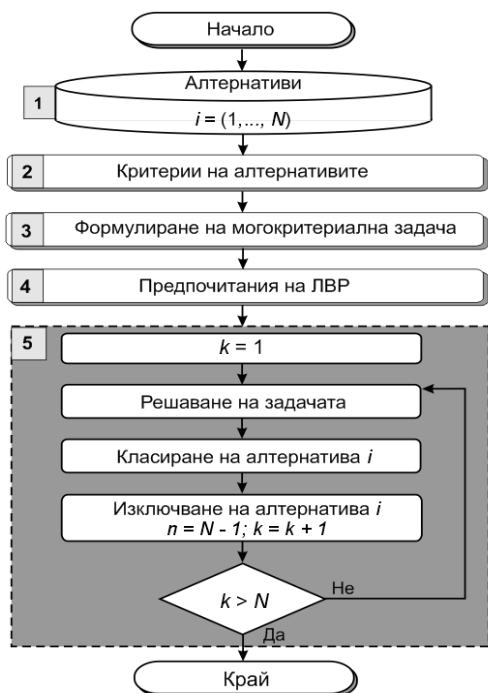 Начало
1
Алтернативи
i = (1,..., N)
2
Критерии на алтернативите
3
Формулиране на могокритериална задача
4
Предпочитания на ЛВР
5
k = 1
Решаване на задачата
Класиране на алтернатива i
Изключване на алтернатива i
n = N - 1; k = k + 1
k > N
Не
Да
Край